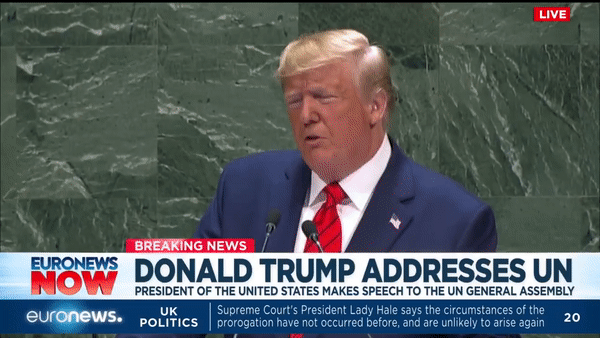 LIVE
BREAKING NEWS
EURONEWS
NOW
DONALD TRUMP ADDRESSES UN
PRESIDENT OF THE UNITED STATES MAKES SPEECH TO THE UN GENERAL ASSEMBLY
euronews.
UK
POLITICS
Supreme Court's President Lady Hale says the circumstances of the
prorogation have not occurred before, and are unlikely to arise again
20